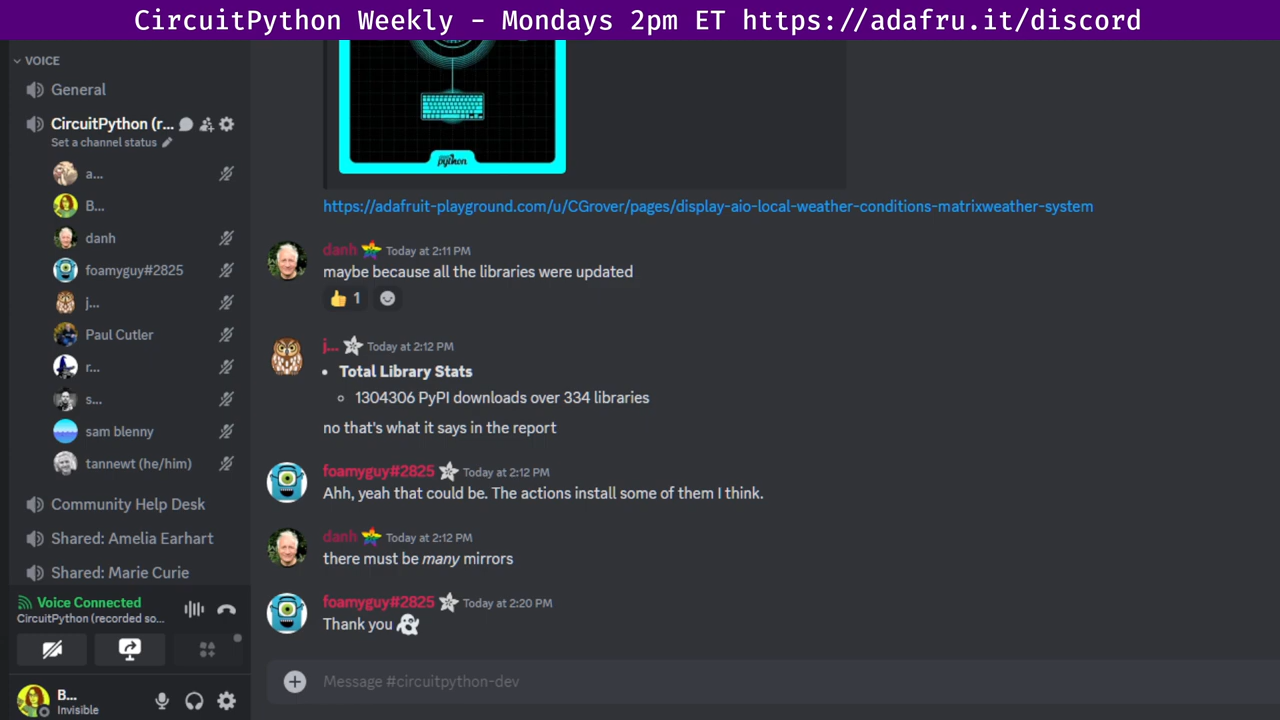 CircuitPython Weekly - Mondays 2pm ET https://adafru.it/discord
VOICE
General
CircuitPython (r...
Set a channel status
a...
B...
danh
foamyguy#2825
j...
Paul Cutler
r...
s...
sam blenny
tannewt (he/him)
Community Help Desk
Shared: Amelia Earhart
Shared: Marie Curie
Voice Connected
CircuitPython (recorded so...
B...
Invisible
python
https://adafruit-playground.com/u/CGrover/pages/display-aio-local-weather-conditions-matrixweather-system
danh Today at 2:11 PM
maybe because all the libraries were updated
1
j... Today at 2:12 PM
• Total Library Stats
○ 1304306 PyPI downloads over 334 libraries
no that's what it says in the report
foamyguy#2825 Today at 2:12 PM
Ahh, yeah that could be. The actions install some of them I think.
danh Today at 2:12 PM
there must be many mirrors
foamyguy#2825 Today at 2:20 PM
Thank you
Message #circuitpython-dev